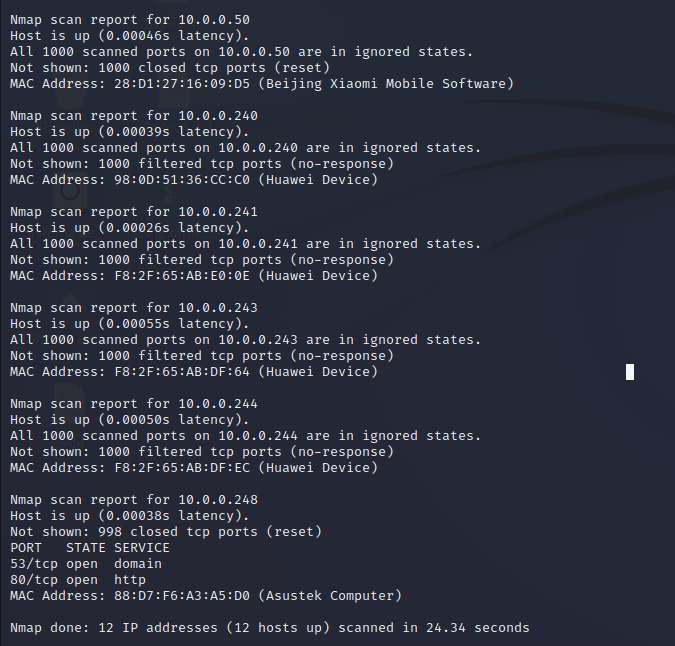 Nmap scan report for 10.0.0.50
Host is up (0.00046s latency).
All 1000 scanned ports on 10.0.0.50 are in ignored states.
Not shown: 1000 closed tcp ports (reset)
MAC Address: 28:D1:27:16:09:D5 (Beijing Xiaomi Mobile Software)

Nmap scan report for 10.0.0.240
Host is up (0.00039s latency).
All 1000 scanned ports on 10.0.0.240 are in ignored states.
Not shown: 1000 filtered tcp ports (no-response)
MAC Address: 98:0D:51:36:CC:C0 (Huawei Device)

Nmap scan report for 10.0.0.241
Host is up (0.00026s latency).
All 1000 scanned ports on 10.0.0.241 are in ignored states.
Not shown: 1000 filtered tcp ports (no-response)
MAC Address: F8:2F:65:AB:E0:0E (Huawei Device)

Nmap scan report for 10.0.0.243
Host is up (0.00055s latency).
All 1000 scanned ports on 10.0.0.243 are in ignored states.
Not shown: 1000 filtered tcp ports (no-response)
MAC Address: F8:2F:65:AB:DF:64 (Huawei Device)

Nmap scan report for 10.0.0.244
Host is up (0.00050s latency).
All 1000 scanned ports on 10.0.0.244 are in ignored states.
Not shown: 1000 filtered tcp ports (no-response)
MAC Address: F8:2F:65:AB:DF:EC (Huawei Device)

Nmap scan report for 10.0.0.248
Host is up (0.00038s latency).
Not shown: 998 closed tcp ports (reset)
PORT   STATE SERVICE
53/tcp open  domain
80/tcp open  http
MAC Address: 88:D7:F6:A3:A5:D0 (Asustek Computer)

Nmap done: 12 IP addresses (12 hosts up) scanned in 24.34 seconds